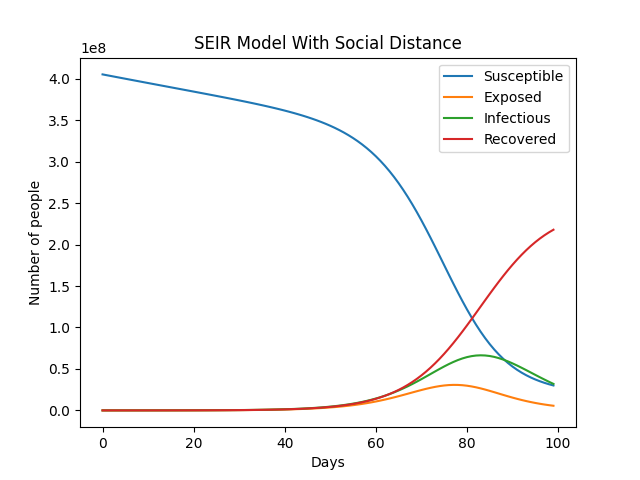 SEIR Model With Social Distance
1e8
4.0
3.5
3.0
2.5
2.0
1.5
1.0
0.5
0.0
Number of people
Susceptible
Exposed
Infectious
Recovered
0 20 40 60 80 100
Days